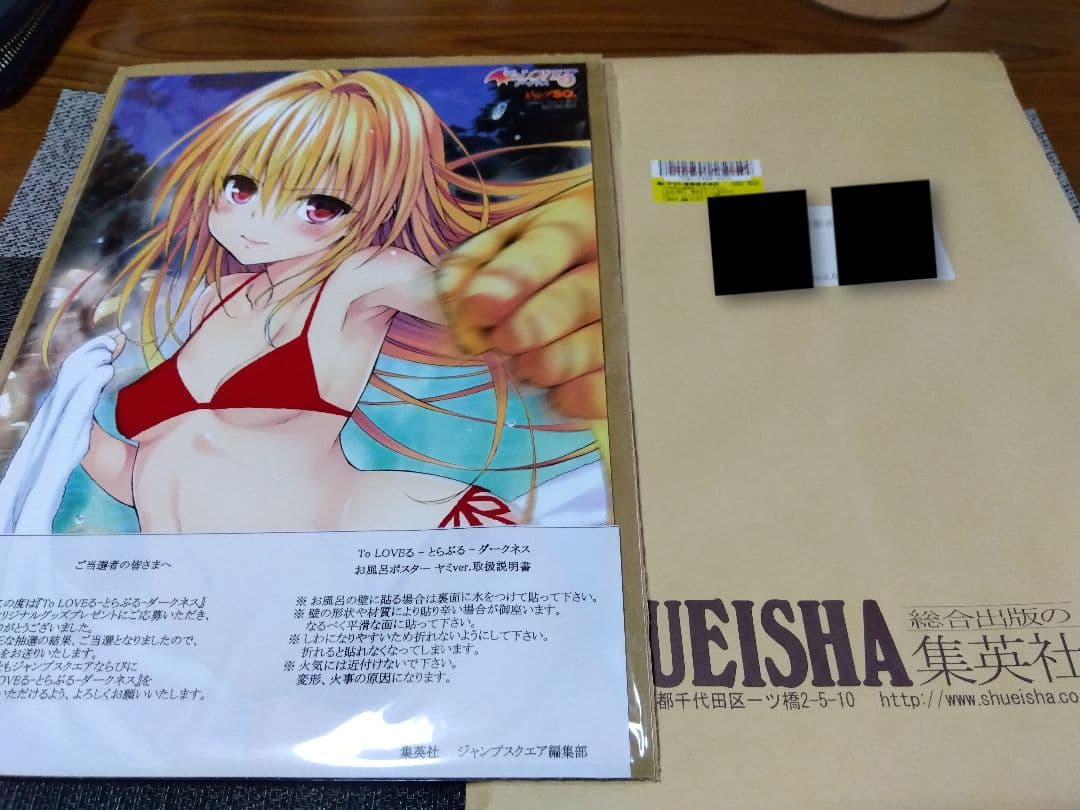 LOVEる
SQ.
ご当選者の皆さまへ
の度は『To LOVEる-とらぶる-ダークネス』
リジナルグッズプレゼントにご応募いただき、
がとうございました。
な抽選の結果、ご当選となりましたので、
をお送りいたします。
ともジャンプスクエアならびに
OVEる-とらぶる-ダークネス』を
いただけるよう、よろしくお願いいたします。
To LOVEる-とらぶる-ダークネス
お風呂ポスター ヤミver.取扱説明書
※ お風呂の壁に貼る場合は裏面に水をつけて貼って下さい。
※ 壁の形状や材質により貼り辛い場合が御座います。
なるべく平滑な面に貼って下さい。
※ しわになりやすいため折れないようにして下さい。
折れると貼れなくなってしまいます。
※ 火気には近付けないで下さい。
変形、火事の原因になります。
集英社 ジャンプスクエア編集部
UEISHA
総合出版の
集英社
都千代田区一ツ橋2-5-10 http://www.shueisha.co